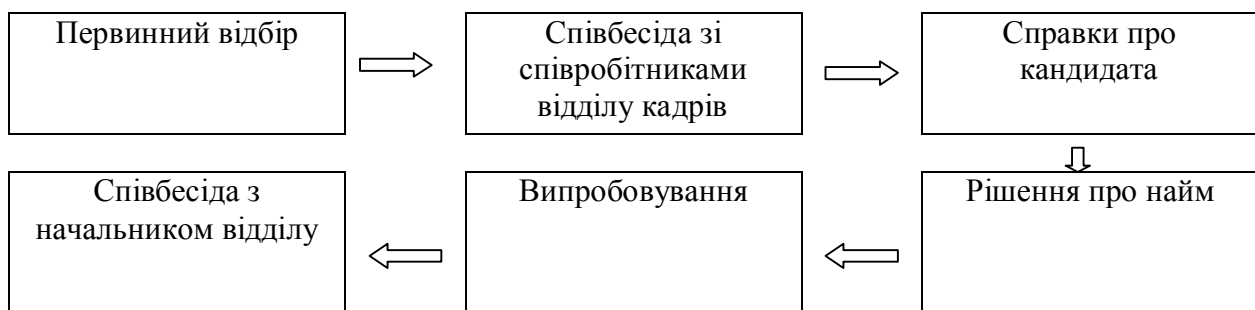 Первинний відбір
Співбесіда зі
співробітниками
відділу кадрів
Справки про
кандидата
Співбесіда з
начальником відділу
Випробовування
Рішення про найм